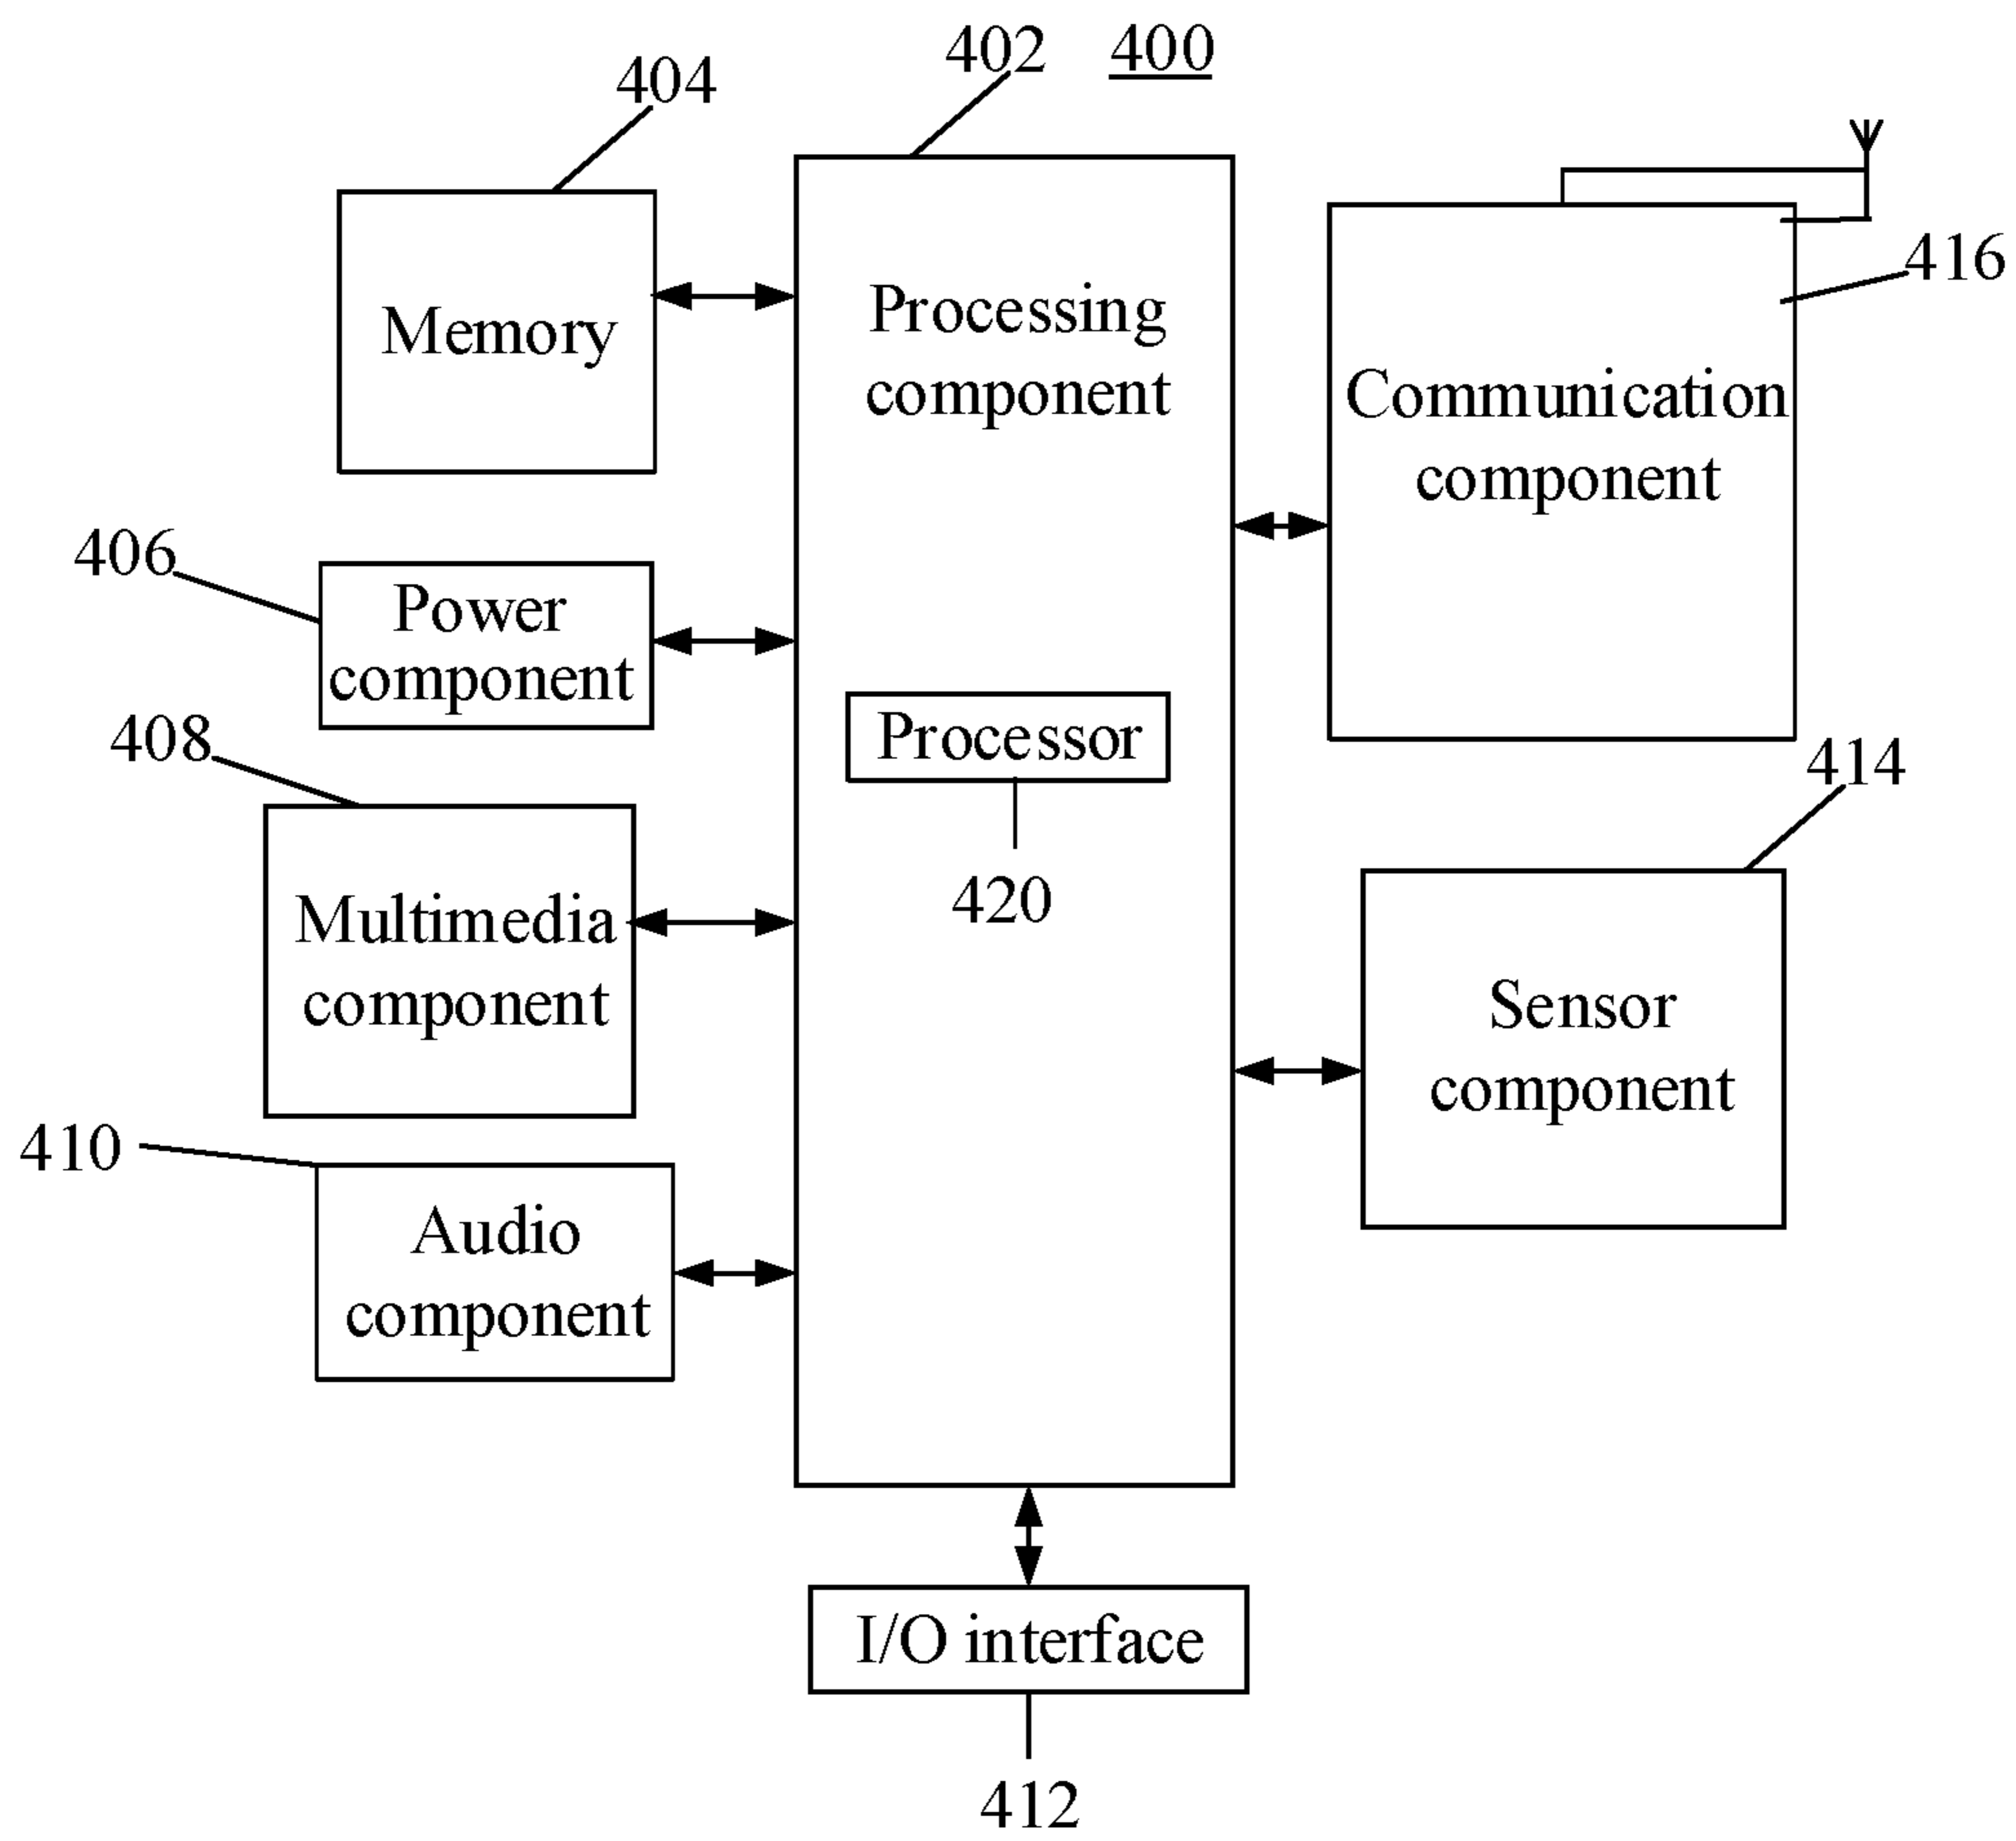 402
400
404
Memory
Processing
component
416
Communication
component
406
Power
component
408
Processor
420
414
Multimedia
component
Sensor
component
410
Audio
component
I/O interface
412